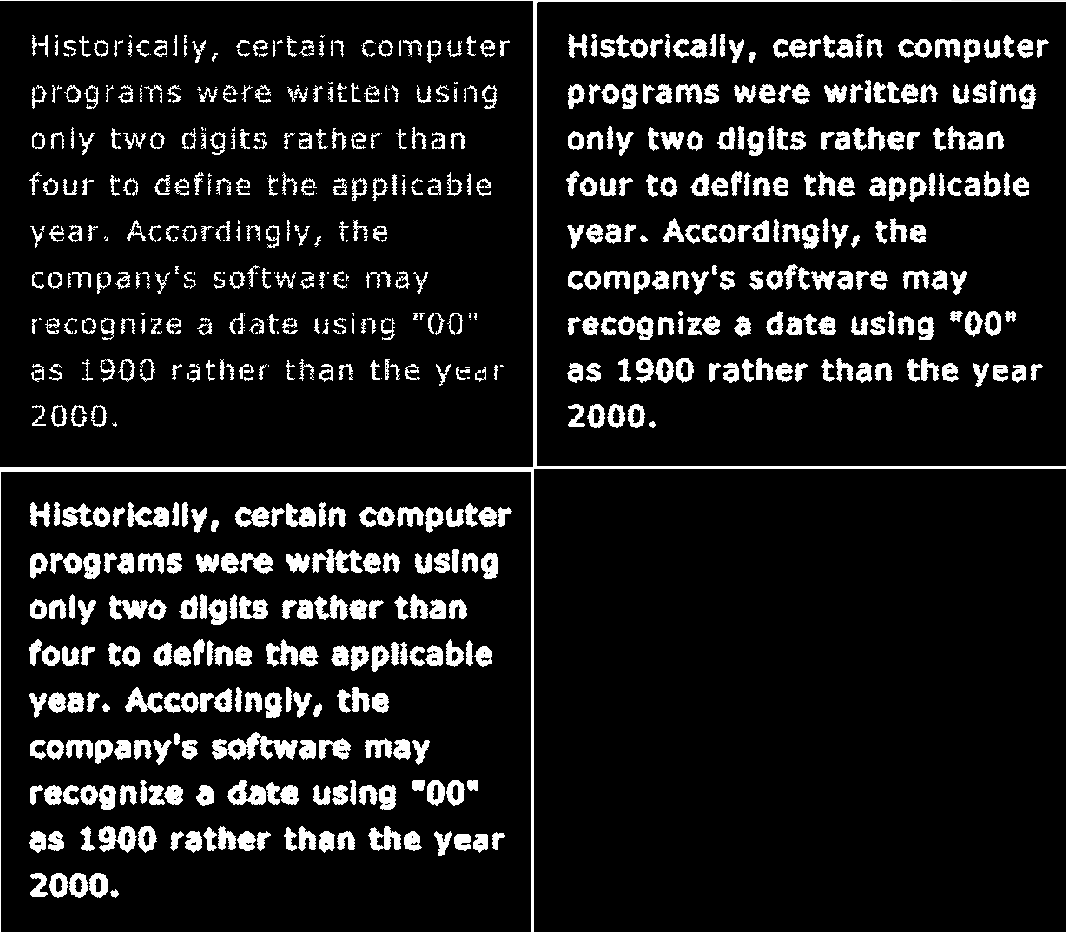 Historically, certain computer
programs were written using
only two digits rather than
four to define the applicable
year. Accordingly, the
company's software may
recognize a date using "00"
as 1900 rather than the year
2000.
Historically, certain computer
programs were written using
only two digits rather than
four to define the applicable
year. Accordingly, the
company's software may
recognize a date using "00"
as 1900 rather than the year
2000.
Historically, certain computer
programs were written using
only two digits rather than
four to define the applicable
year. Accordingly, the
company's software may
recognize a date using "00"
as 1900 rather than the year
2000.